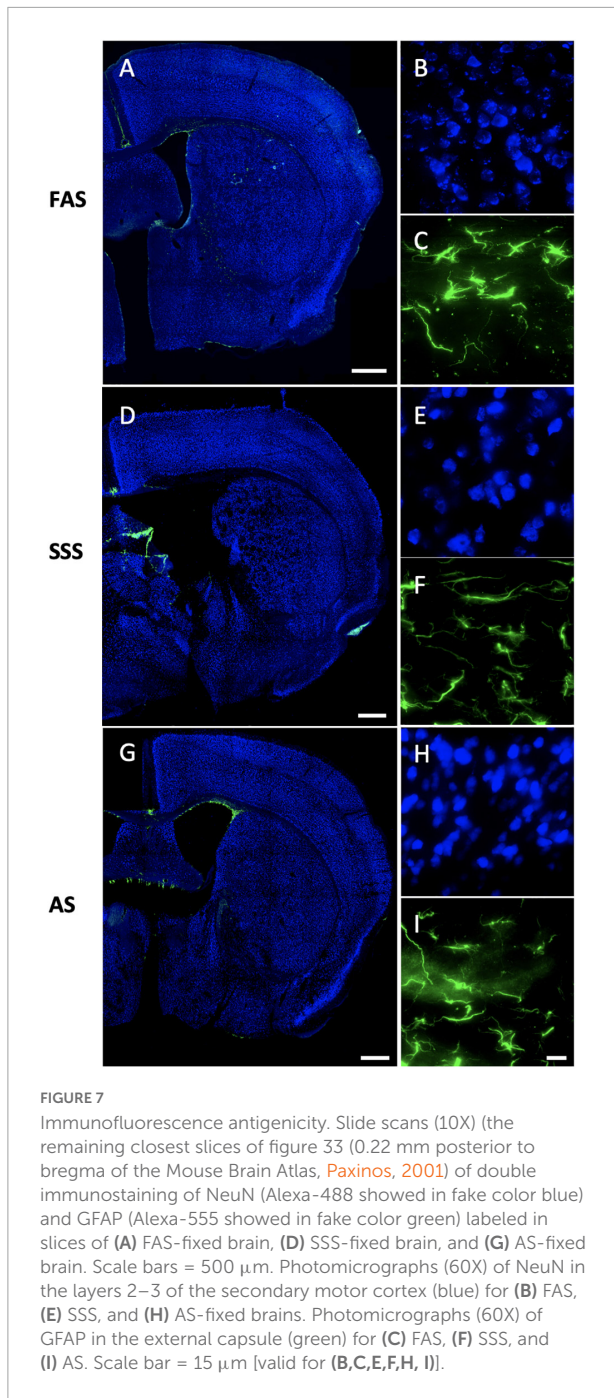 A
B
FAS
C
D
E
SSS
F
G
H
AS
I
FIGURE 7
Immunofluorescence antigenicity. Slide scans (10X) (the
remaining closest slices of figure 33 (0.22 mm posterior to
bregma of the Mouse Brain Atlas, Paxinos, 2001) of double
immunostaining of NeuN (Alexa-488 showed in fake color blue)
and GFAP (Alexa-555 showed in fake color green) labeled in
slices of (A) FAS-fixed brain, (D) SSS-fixed brain, and (G) AS-fixed
brain. Scale bars = 500 μm. Photomicrographs (60X) of NeuN in
the layers 2–3 of the secondary motor cortex (blue) for (B) FAS,
(E) SSS, and (H) AS-fixed brains. Photomicrographs (60X) of
GFAP in the external capsule (green) for (C) FAS, (F) SSS, and
(I) AS. Scale bar = 15 μm [valid for (B,C,E,F,H, I)].